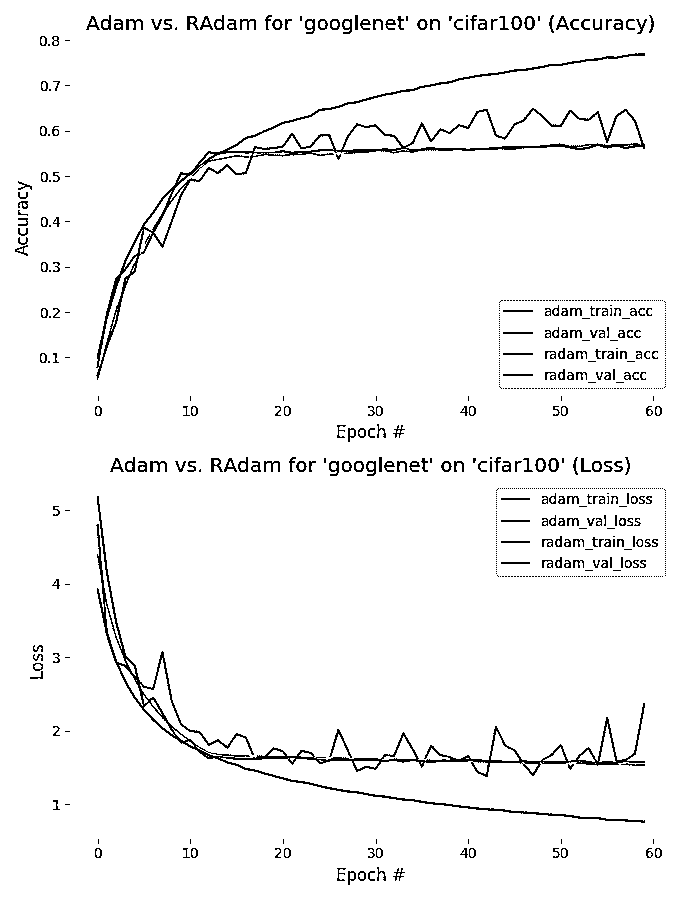 Adam vs. RAdam for 'googlenet' on 'cifar100' (Accuracy)
0.8
0.7
0.6
0.5
0.4
0.3
0.2
0.1
Accuracy
adam_train_acc
adam_val_acc
radam_train_acc
radam_val_acc
0 10 20 30 40 50 60
Epoch #
Adam vs. RAdam for 'googlenet' on 'cifar100' (Loss)
5
4
3
2
1
Loss
adam_train_loss
adam_val_loss
radam_train_loss
radam_val_loss
0 10 20 30 40 50 60
Epoch #